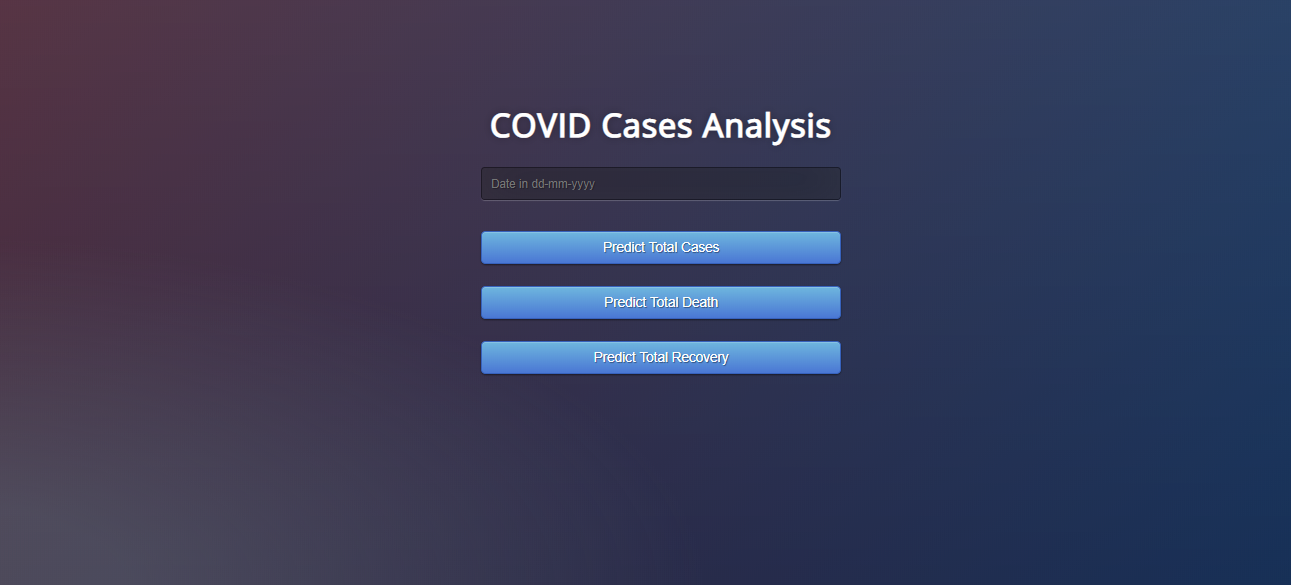 COVID Cases Analysis
Date in dd-mm-yyyy
Predict Total Cases
Predict Total Death
Predict Total Recovery